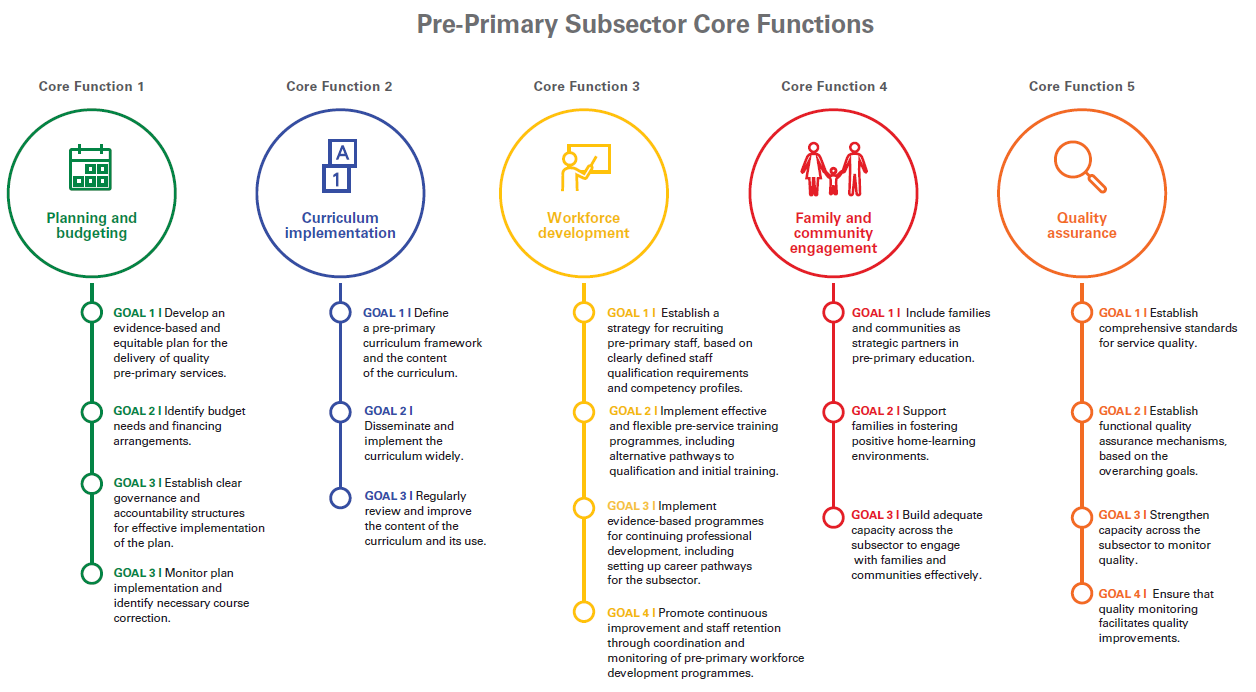 Pre-Primary Subsector Core Functions
Core Function 1
Planning and
budgeting
GOAL 1 I Develop an
evidence-based and
equitable plan for the
delivery of quality
pre-primary services.
GOAL 2 I Identify budget
needs and financing
arrangements.
GOAL 3 I Establish clear
governance and
accountability structures
for effective implementation
of the plan.
GOAL 3 I Monitor plan
implementation and
identify necessary course
correction.
Core Function 2
A
1
Curriculum
implementation
GOAL 1 I Define
a pre-primary
curriculum framework
and the content
of the curriculum.
GOAL 2 I
Disseminate and
implement the
curriculum widely.
GOAL 3 I Regularly
review and improve
the content of the
curriculum and its use.
Core Function 3
Workforce
development
GOAL 1 I Establish a
strategy for recruiting
pre-primary staff, based on
clearly defined staff
qualification requirements
and competency profiles.
GOAL 2 I Implement effective
and flexible pre-service training
programmes, including
alternative pathways to
qualification and initial training.
GOAL 3 I Implement
evidence-based programmes
for continuing professional
development, including
setting up career pathways
for the subsector.
GOAL 4 I Promote continuous
improvement and staff retention
through coordination and
monitoring of pre-primary workforce
development programmes.
Core Function 4
Family and
community
engagement
GOAL 1 I Include families
and communities as
strategic partners in
pre-primary education.
GOAL 2 I Support
families in fostering
positive home-learning
environments.
GOAL 3 I Build adequate
capacity across the
subsector to engage
with families and
communities effectively.
Core Function 5
Quality
assurance
GOAL 1 I Establish
comprehensive standards
for service quality.
GOAL 2 I Establish
functional quality
assurance mechanisms,
based on the
overarching goals.
GOAL 3 I Strengthen
capacity across the
subsector to monitor
quality.
GOAL 4 I Ensure that
quality monitoring
facilitates quality
improvements.